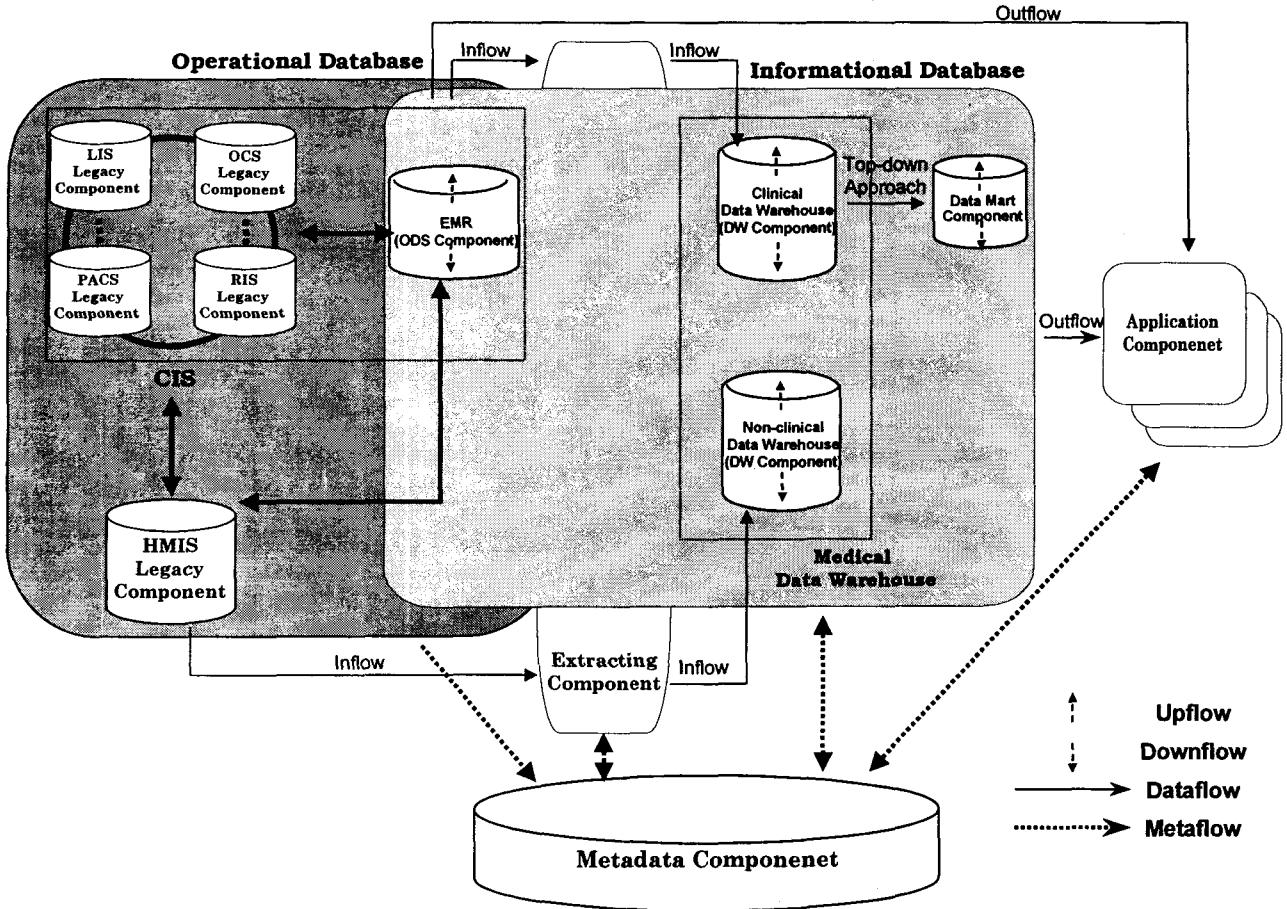 Outflow
Inflow
Inflow
Operational Database
Informational Database
LIS
Legacy
Component
OCS
Legacy
Component
PACS
Legacy
Component
RIS
Legacy
Component
EMR
(ODS Component)
Clinical
Data Warehouse
(DW Component)
Top-down
Approach
Data Mart
Component
CIS
Outflow
Application
Componenet
Non-clinical
Data Warehouse
(DW Component)
HMIS
Legacy
Component
Medical
Data Warehouse
Inflow
Extracting
Component
Inflow
Upflow
Downflow
Dataflow
Metaflow
Metadata Componenet